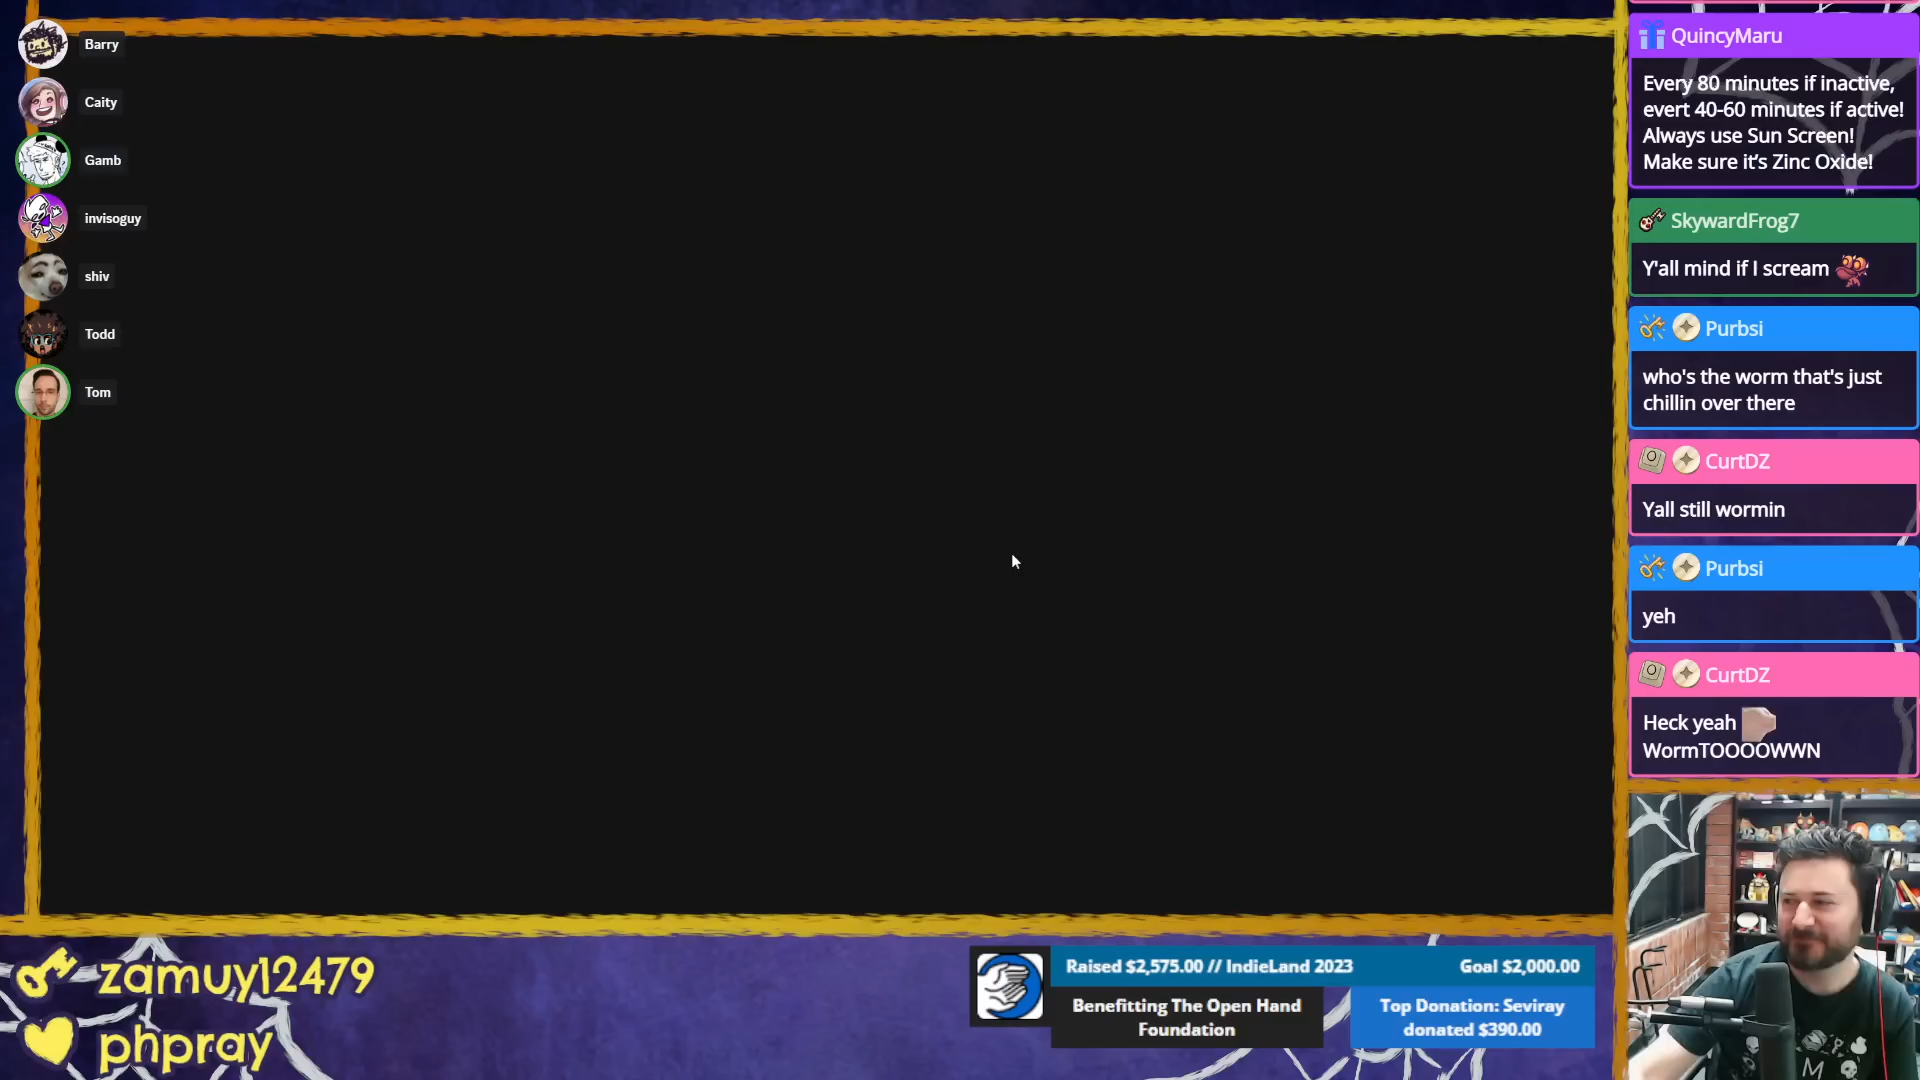 Barry
Caity
Gamb
invisoguy
shiv
Todd
Tom
QuincyMaru
Every 80 minutes if inactive,
evert 40-60 minutes if active!
Always use Sun Screen!
Make sure it's Zinc Oxide!
SkywardFrog7
Y'all mind if I scream
Purbsi
who's the worm that's just
chillin over there
CurtDZ
Yall still wormin
Purbsi
yeh
CurtDZ
Heck yeah
WormTOOOOWWN
zamuy12479
phpray
Raised $2,575.00 // IndieLand 2023
Goal $2,000.00
Benefitting The Open Hand
Foundation
Top Donation: Seviray
donated $390.00